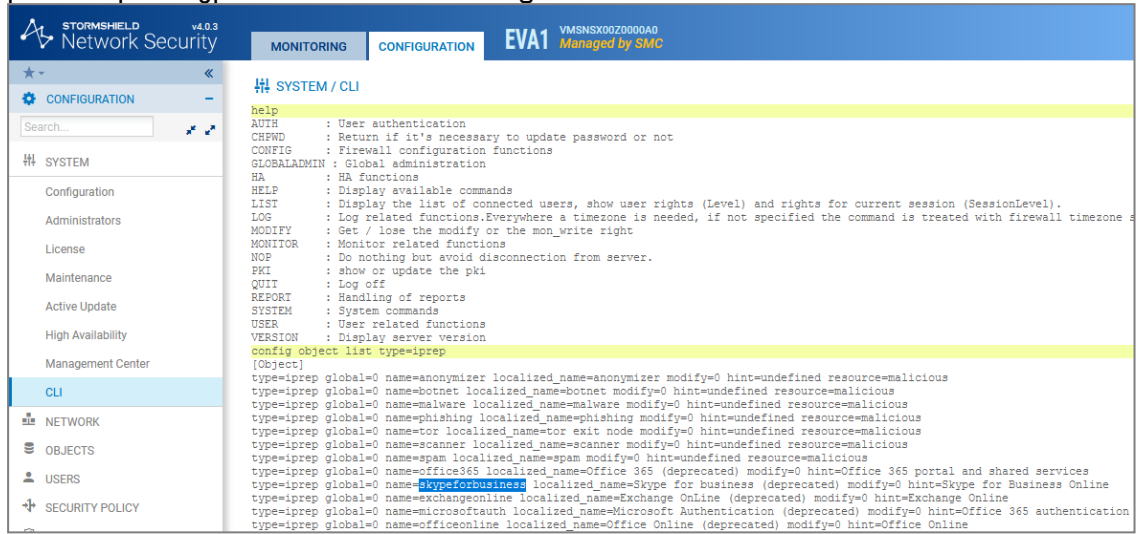 STORMSHIELD v4.0.3
Network Security
MONITORING CONFIGURATION EVA1 VMSNSX00Z0000A0
Managed by SMC
CONFIGURATION
Search...
SYSTEM
Configuration
Administrators
License
Maintenance
Active Update
High Availability
Management Center
CLI
NETWORK
OBJECTS
USERS
SECURITY POLICY
SYSTEM / CLI
help
AUTH : User authentication
CHPWD : Return if it's necessary to update password or not
CONFIG : Firewall configuration functions
GLOBALADMIN : Global administration
HA : HA functions
HELP : Display available commands
LIST : Display the list of connected users, show user rights (Level) and rights for current session (SessionLevel).
LOG : Log related functions.Everywhere a timezone is needed, if not specified the command is treated with firewall timezone s
MODIFY : Get / lose the modify or the mon_write right
MONITOR : Monitor related functions
NOP : Do nothing but avoid disconnection from server.
PKI : show or update the pki
QUIT : Log off
REPORT : Handling of reports
SYSTEM : System commands
USER : User related functions
VERSION : Display server version
config object list type=iprep
[Object]
type=iprep global=0 name=anonymizer localized_name=anonymizer modify=0 hint=undefined resource=malicious
type=iprep global=0 name=botnet localized_name=botnet modify=0 hint=undefined resource=malicious
type=iprep global=0 name=malware localized_name=malware modify=0 hint=undefined resource=malicious
type=iprep global=0 name=phishing localized_name=phishing modify=0 hint=undefined resource=malicious
type=iprep global=0 name=tor localized_name=tor exit node modify=0 hint=undefined resource=malicious
type=iprep global=0 name=scanner localized_name=scanner modify=0 hint=undefined resource=malicious
type=iprep global=0 name=spam localized_name=spam modify=0 hint=undefined resource=malicious
type=iprep global=0 name=office365 localized_name=Office 365 (deprecated) modify=0 hint=Office 365 portal and shared services
type=iprep global=0 name=skypeforbusiness localized_name=Skype for business (deprecated) modify=0 hint=Skype for Business Online
type=iprep global=0 name=exchangeonline localized_name=Exchange OnLine (deprecated) modify=0 hint=Exchange Online
type=iprep global=0 name=microsoftauth localized_name=Microsoft Authentication (deprecated) modify=0 hint=Office 365 authentication
type=iprep global=0 name=officeonline localized_name=Office Online (deprecated) modify=0 hint=Office Online